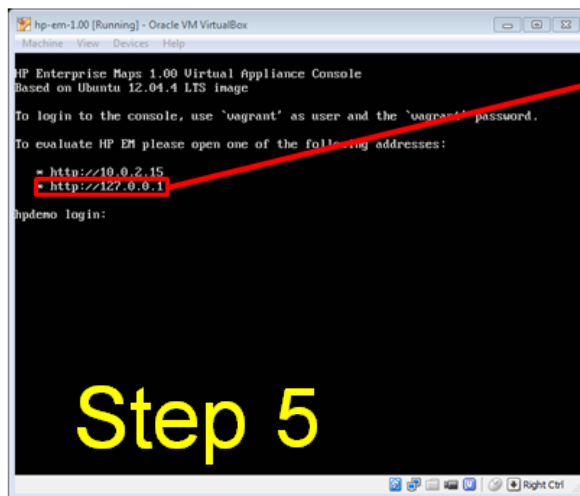 hp-em-1.00 [Running] - Oracle VM VirtualBox
Machine View Devices Help
HP Enterprise Maps 1.00 Virtual Appliance Console
Based on Ubuntu 12.04.4 LTS image
To login to the console, use `vagrant' as user and the `vagrant' password.
To evaluate HP EM please open one of the following addresses:
* http://10.0.2.15
* http://127.0.0.1
hpdemo login:
Step 5
Right Ctrl